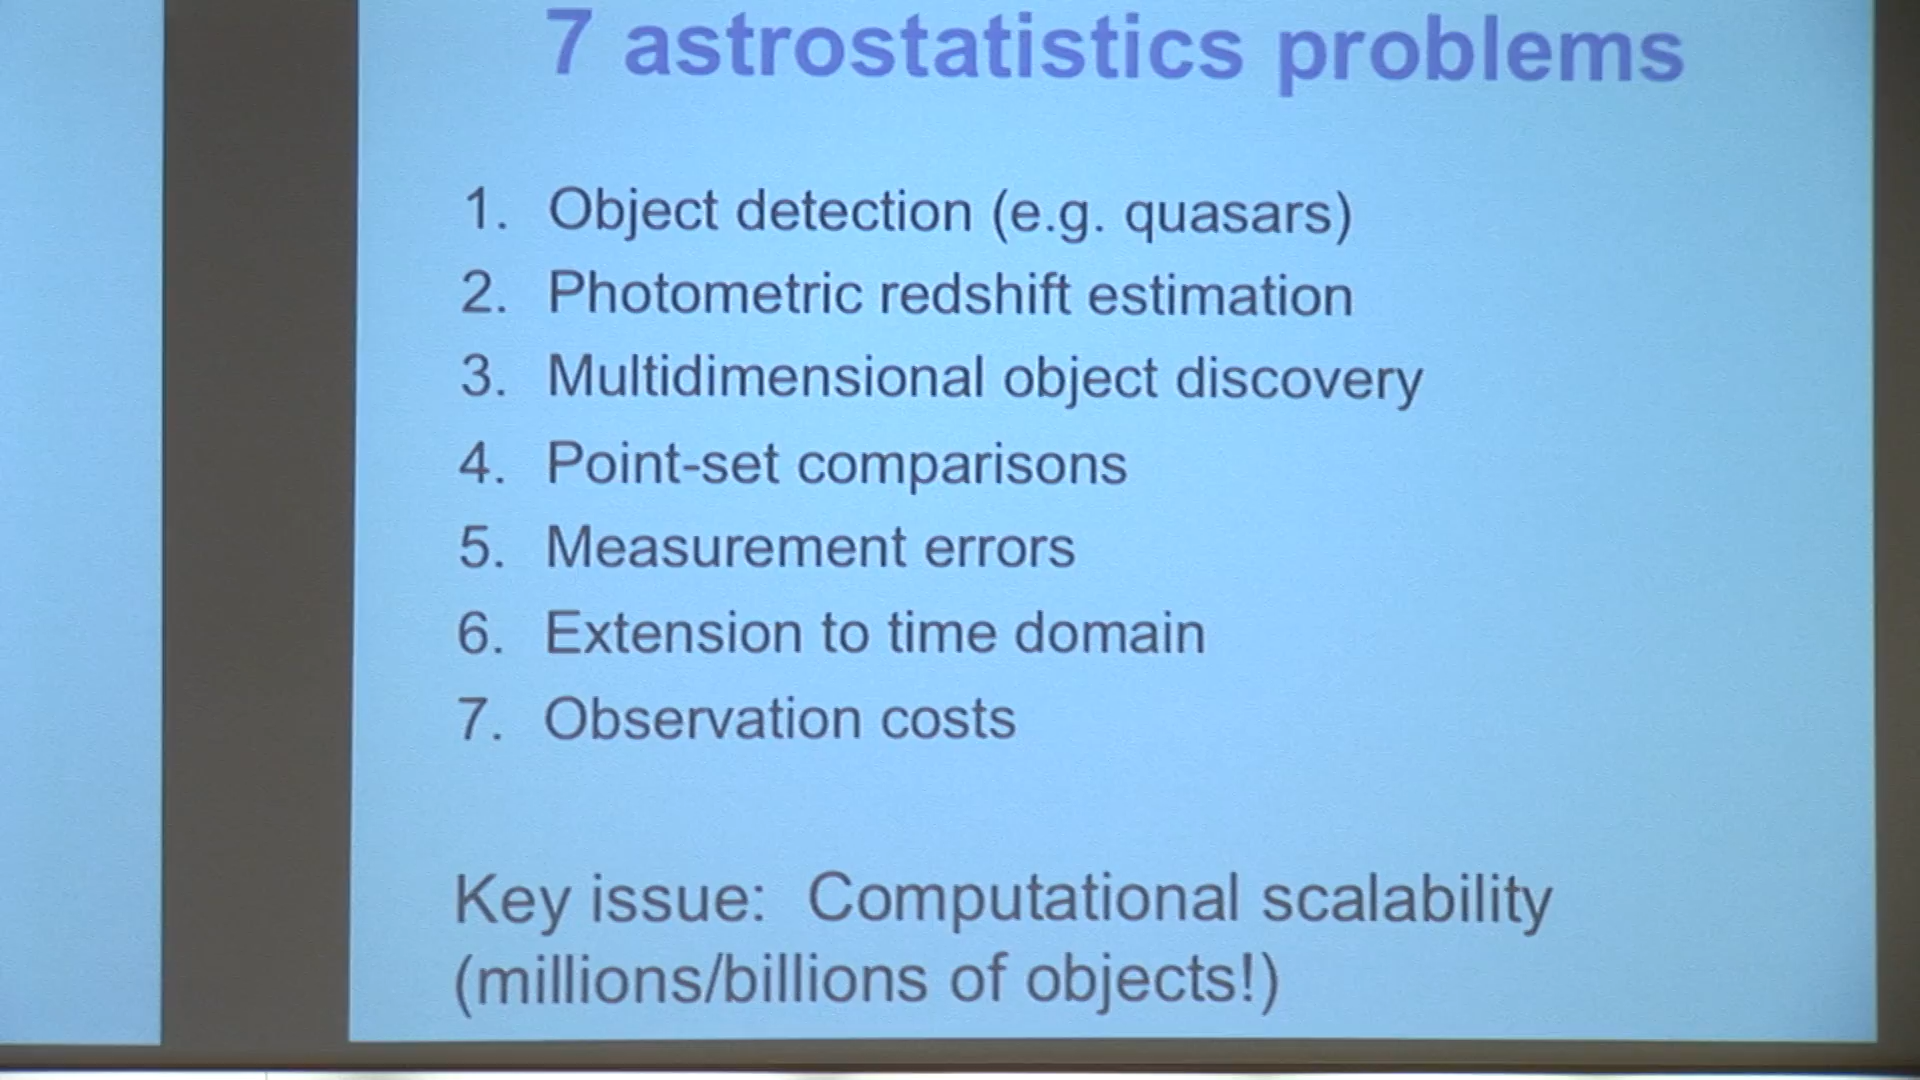 7 astrostatistics problems
1. Object detection (e.g. quasars)
2. Photometric redshift estimation
3. Multidimensional object discovery
4. Point-set comparisons
5. Measurement errors
6. Extension to time domain
7. Observation costs
Key issue: Computational scalability
(millions/billions of objects!)